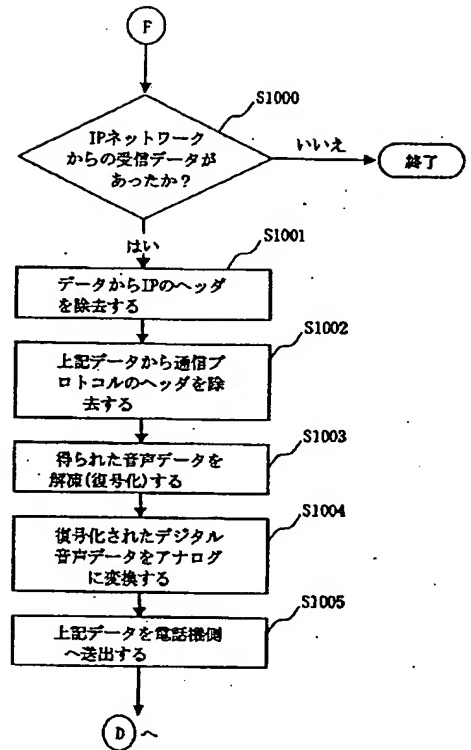 F
S1000
IPネットワーク
からの受信データが
あったか?
いいえ
終了
はい
S1001
データからIPのヘッダ
を除去する
S1002
上記データから通信プ
ロトコルのヘッダを除
去する
S1003
得られた音声データを
解凍(復号化)する
S1004
復号化されたデジタル
音声データをアナログ
に変換する
S1005
上記データを電話機側
へ送出する
D へ